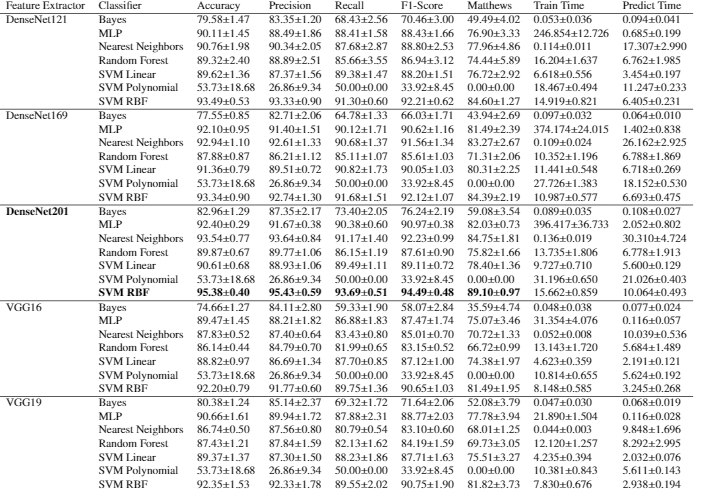 Feature Extractor Classifier Accuracy Precision Recall F1-Score Matthews Train Time Predict Time
DenseNet121 Bayes 79.58±1.47 83.35±1.20 68.43±2.56 70.46±3.00 49.49±4.02 0.053±0.036 0.094±0.041
MLP 90.11±1.45 88.49±1.86 88.41±1.58 88.43±1.66 76.90±3.33 246.854±12.726 0.685±0.199
Nearest Neighbors 90.76±1.98 90.34±2.05 87.68±2.87 88.80±2.53 77.96±4.86 0.114±0.011 17.307±2.990
Random Forest 89.32±2.40 88.89±2.51 85.66±3.55 86.94±3.12 74.44±5.89 16.204±1.637 6.762±1.985
SVM Linear 89.62±1.36 87.37±1.56 89.38±1.47 88.20±1.51 76.72±2.92 6.618±0.556 3.454±0.197
SVM Polynomial 53.73±18.68 26.86±9.34 50.00±0.00 33.92±8.45 0.00±0.00 18.467±0.494 11.247±0.233
SVM RBF 93.49±0.53 93.33±0.90 91.30±0.60 92.21±0.62 84.60±1.27 14.919±0.821 6.405±0.231
DenseNet169 Bayes 77.55±0.85 82.71±2.06 64.78±1.33 66.03±1.71 43.94±2.69 0.097±0.032 0.064±0.010
MLP 92.10±0.95 91.40±1.51 90.12±1.71 90.62±1.16 81.49±2.39 374.174±24.015 1.402±0.838
Nearest Neighbors 92.94±1.10 92.61±1.33 90.68±1.37 91.56±1.34 83.27±2.67 0.109±0.024 26.162±2.925
Random Forest 87.88±0.87 86.21±1.12 85.11±1.07 85.61±1.03 71.31±2.06 10.352±1.196 6.788±1.869
SVM Linear 91.36±0.79 89.51±0.72 90.82±1.73 90.05±1.03 80.31±2.25 11.441±0.548 6.718±0.269
SVM Polynomial 53.73±18.68 26.86±9.34 50.00±0.00 33.92±8.45 0.00±0.00 27.726±1.383 18.152±0.530
SVM RBF 93.34±0.90 92.74±1.30 91.68±1.51 92.12±1.07 84.39±2.19 10.987±0.577 6.693±0.475
DenseNet201 Bayes 82.96±1.29 87.35±2.17 73.40±2.05 76.24±2.19 59.08±3.54 0.089±0.035 0.108±0.027
MLP 92.40±0.29 91.67±0.38 90.38±0.60 90.97±0.38 82.03±0.73 396.417±36.733 2.052±0.802
Nearest Neighbors 93.54±0.77 93.64±0.84 91.17±1.40 92.23±0.99 84.75±1.81 0.136±0.019 30.310±4.724
Random Forest 89.87±0.67 89.77±1.06 86.15±1.19 87.61±0.90 75.82±1.66 13.735±1.806 6.778±1.913
SVM Linear 90.61±0.68 88.93±1.06 89.49±1.11 89.11±0.72 78.40±1.36 9.727±0.710 5.600±0.129
SVM Polynomial 53.73±18.68 26.86±9.34 50.00±0.00 33.92±8.45 0.00±0.00 31.196±0.650 21.026±0.403
SVM RBF 95.38±0.40 95.43±0.59 93.69±0.51 94.49±0.48 89.10±0.97 15.662±0.859 10.064±0.493
VGG16 Bayes 74.66±1.27 84.11±2.80 59.33±1.90 58.07±2.84 35.59±4.74 0.048±0.038 0.077±0.024
MLP 89.47±1.45 88.21±1.82 86.88±1.83 87.47±1.74 75.07±3.46 31.354±4.076 0.116±0.057
Nearest Neighbors 87.83±0.52 87.40±0.64 83.43±0.80 85.01±0.70 70.72±1.33 0.052±0.008 10.039±0.536
Random Forest 86.14±0.44 84.79±0.70 81.99±0.65 83.15±0.52 66.72±0.99 13.143±1.720 5.684±1.489
SVM Linear 88.82±0.97 86.69±1.34 87.70±0.85 87.12±1.00 74.38±1.97 4.623±0.359 2.191±0.121
SVM Polynomial 53.73±18.68 26.86±9.34 50.00±0.00 33.92±8.45 0.00±0.00 10.814±0.655 5.624±0.192
SVM RBF 92.20±0.79 91.77±0.60 89.75±1.36 90.65±1.03 81.49±1.95 8.148±0.585 3.245±0.268
VGG19 Bayes 80.38±1.24 85.14±2.37 69.32±1.72 71.64±2.06 52.08±3.79 0.047±0.030 0.068±0.019
MLP 90.66±1.61 89.94±1.72 87.88±2.31 88.77±2.03 77.78±3.94 21.890±1.504 0.116±0.028
Nearest Neighbors 86.74±0.50 87.56±0.80 80.79±0.54 83.10±0.60 68.01±1.25 0.044±0.003 9.848±1.696
Random Forest 87.43±1.21 87.84±1.59 82.13±1.62 84.19±1.59 69.73±3.05 12.120±1.257 8.292±2.995
SVM Linear 89.37±1.37 87.30±1.50 88.23±1.86 87.71±1.63 75.51±3.27 4.235±0.394 2.032±0.076
SVM Polynomial 53.73±18.68 26.86±9.34 50.00±0.00 33.92±8.45 0.00±0.00 10.381±0.843 5.611±0.143
SVM RBF 92.35±1.53 92.33±1.78 89.55±2.02 90.75±1.90 81.82±3.73 7.830±0.676 2.938±0.194